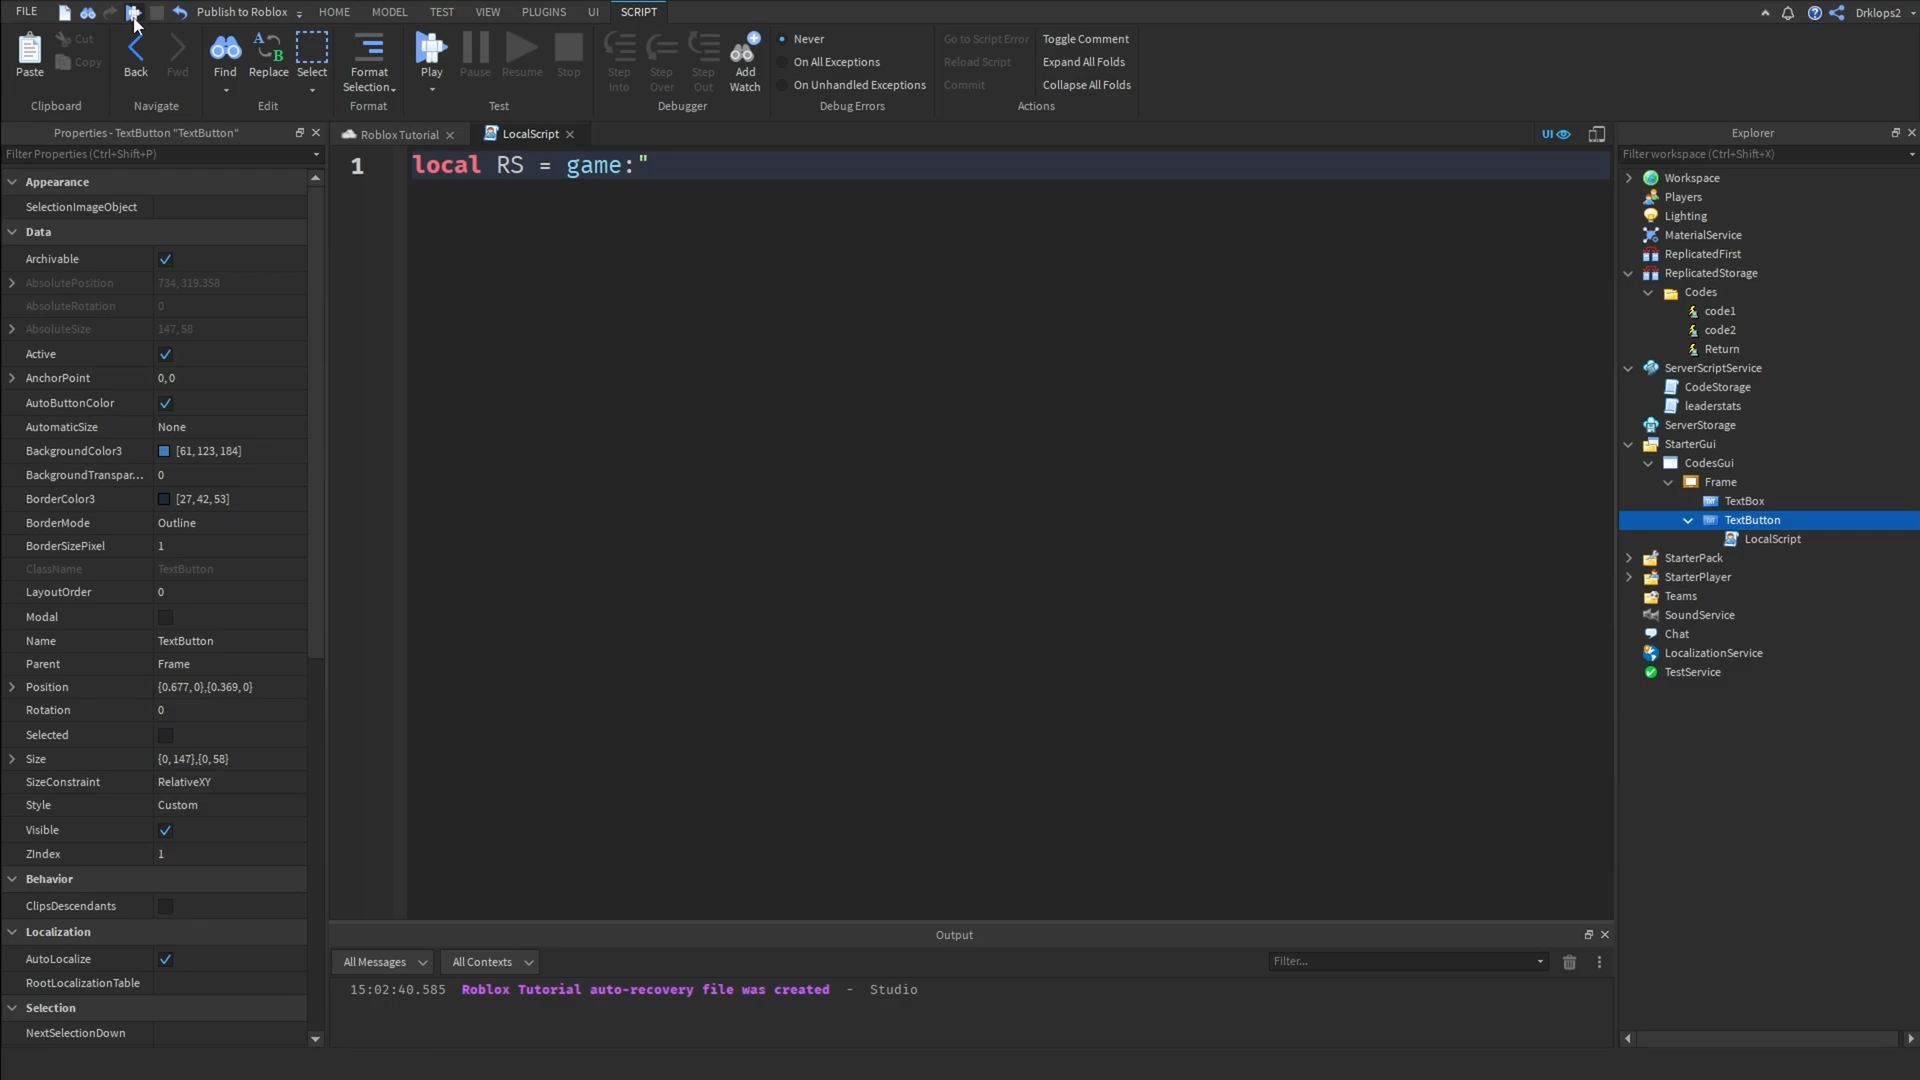 FILE Publish to Roblox HOME MODEL TEST VIEW PLUGINS UI SCRIPT Drklops2
Paste Cut Copy Back Fwd Find Replace Select Format Selection Play Pause Resume Stop Step Into Step Over Step Out Add Watch
Never Go to Script Error Toggle Comment
On All Exceptions Reload Script Expand All Folds
On Unhandled Exceptions Commit Collapse All Folds
Clipboard Navigate Edit Format Test Debugger Debug Errors Actions
Properties - TextButton "TextButton"
Filter Properties (Ctrl+Shift+P)
Appearance
SelectionImageObject
Data
Archivable
AbsolutePosition 734, 319.358
AbsoluteRotation 0
AbsoluteSize 147, 58
Active
AnchorPoint 0, 0
AutoButtonColor
AutomaticSize None
BackgroundColor3 [61, 123, 184]
BackgroundTranspar... 0
BorderColor3 [27, 42, 53]
BorderMode Outline
BorderSizePixel 1
ClassName TextButton
LayoutOrder 0
Modal
Name TextButton
Parent Frame
Position {0.677, 0},{0.369, 0}
Rotation 0
Selected
Size {0, 147},{0, 58}
SizeConstraint RelativeXY
Style Custom
Visible
ZIndex 1
Behavior
ClipsDescendants
Localization
AutoLocalize
RootLocalizationTable
Selection
NextSelectionDown
Roblox Tutorial LocalScript UI
1 local RS = game:"
Output
All Messages All Contexts Filter...
15:02:40.585 Roblox Tutorial auto-recovery file was created - Studio
Explorer
Filter workspace (Ctrl+Shift+X)
Workspace
Players
Lighting
MaterialService
ReplicatedFirst
ReplicatedStorage
Codes
code1
code2
Return
ServerScriptService
CodeStorage
leaderstats
ServerStorage
StarterGui
CodesGui
Frame
TextBox
TextButton
LocalScript
StarterPack
StarterPlayer
Teams
SoundService
Chat
LocalizationService
TestService